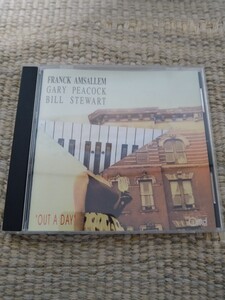 FRANCK AMSALLEM
GARY PEACOCK
BILL STEWART
"OUT A DAY"